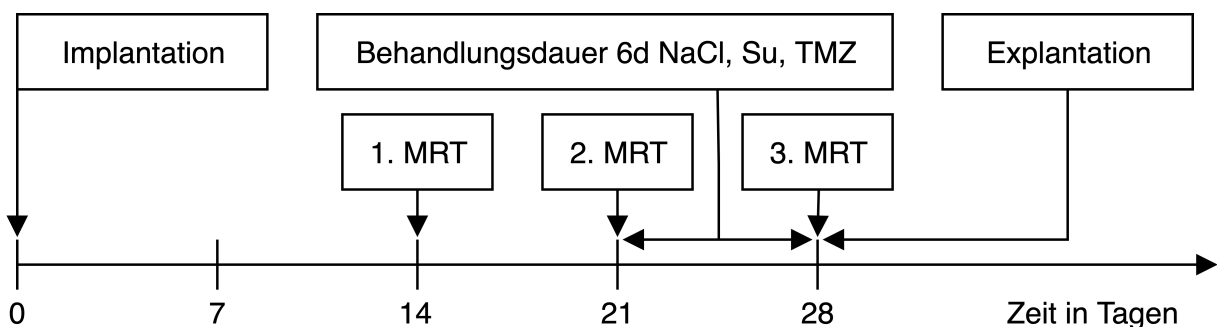 Implantation
Behandlungsdauer 6d NaCl, Su, TMZ
Explantation
1. MRT
2. MRT
3. MRT
0
7
14
21
28
Zeit in Tagen